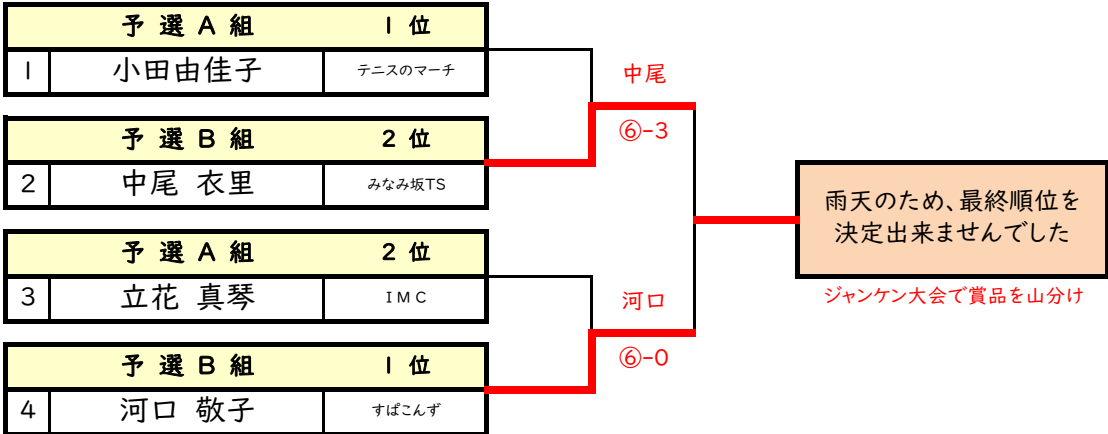 予選A組 1位
1 小田由佳子 テニスのマーチ
中尾
⑥-3
予選B組 2位
2 中尾 衣里 みなみ坂TS
雨天のため、最終順位を
決定出来ませんでした
ジャンケン大会で賞品を山分け
予選A組 2位
3 立花 真琴 IMC
河口
⑥-0
予選B組 1位
4 河口 敬子 すぱこんず